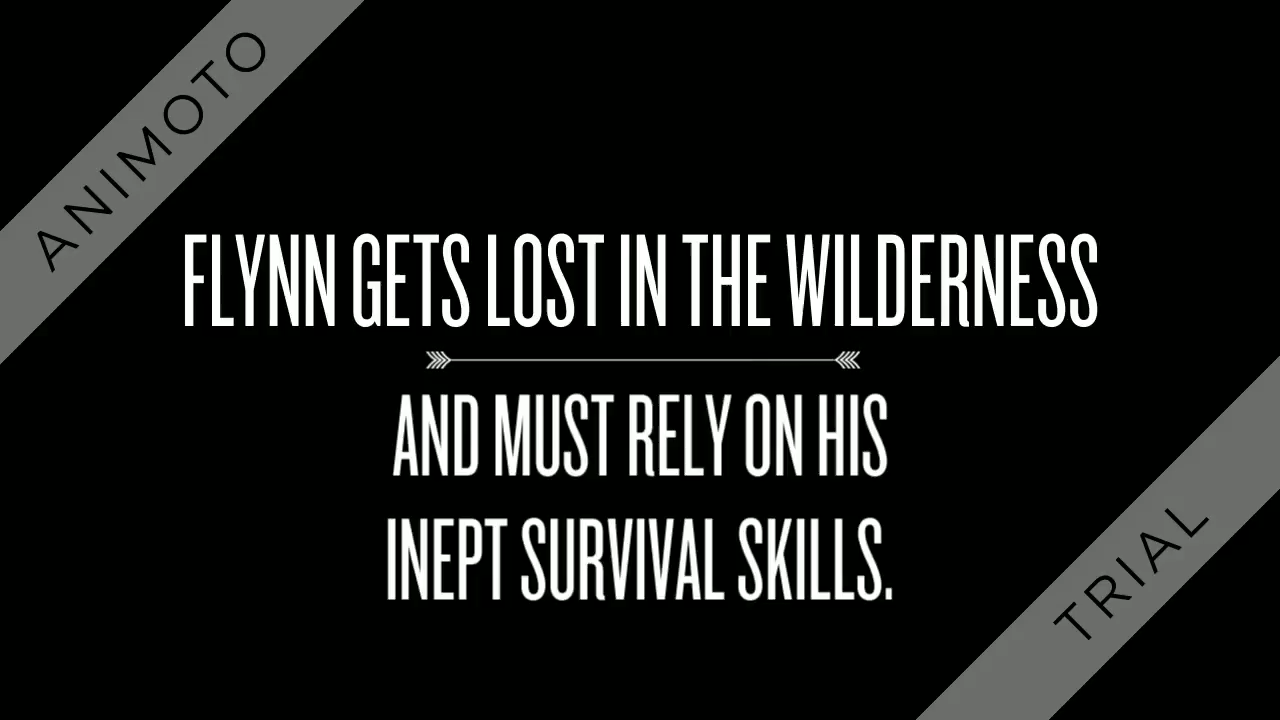 ANIMOTO
FLYNN GETS LOST IN THE WILDERNESS
AND MUST RELY ON HIS
INEPT SURVIVAL SKILLS.
TRIAL